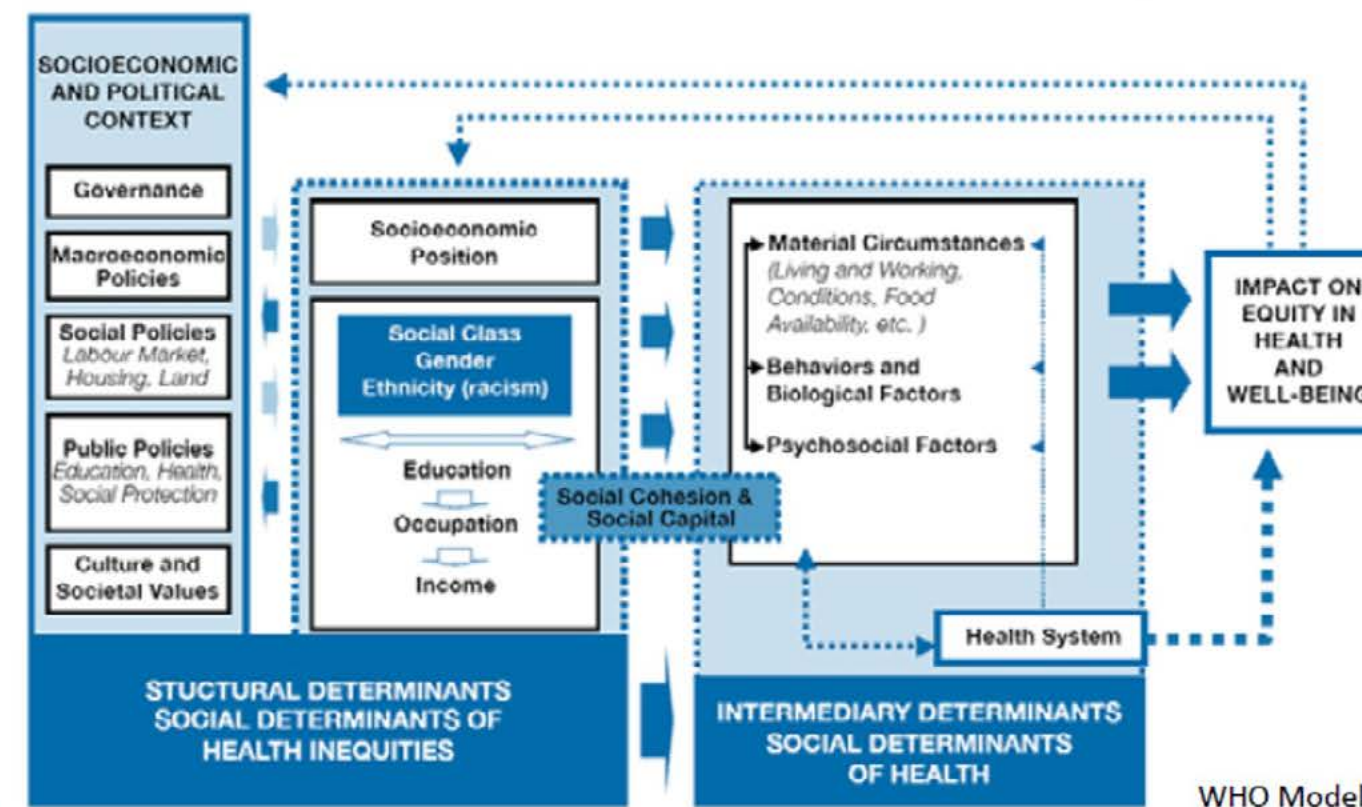 SOCIOECONOMIC
AND POLITICAL
CONTEXT
Governance
Macroeconomic
Policies
Social Policies
Labour Market,
Housing, Land
Public Policies
Education, Health,
Social Protection
Culture and
Societal Values
Socioeconomic
Position
Social Class
Gender
Ethnicity (racism)
Education
Occupation
Income
Social Cohesion &
Social Capital
Material Circumstances
(Living and Working,
Conditions, Food
Availability, etc. )
Behaviors and
Biological Factors
Psychosocial Factors
Health System
IMPACT ON
EQUITY IN
HEALTH
AND
WELL-BEING
STUCTURAL DETERMINANTS
SOCIAL DETERMINANTS OF
HEALTH INEQUITIES
INTERMEDIARY DETERMINANTS
SOCIAL DETERMINANTS
OF HEALTH
WHO Model